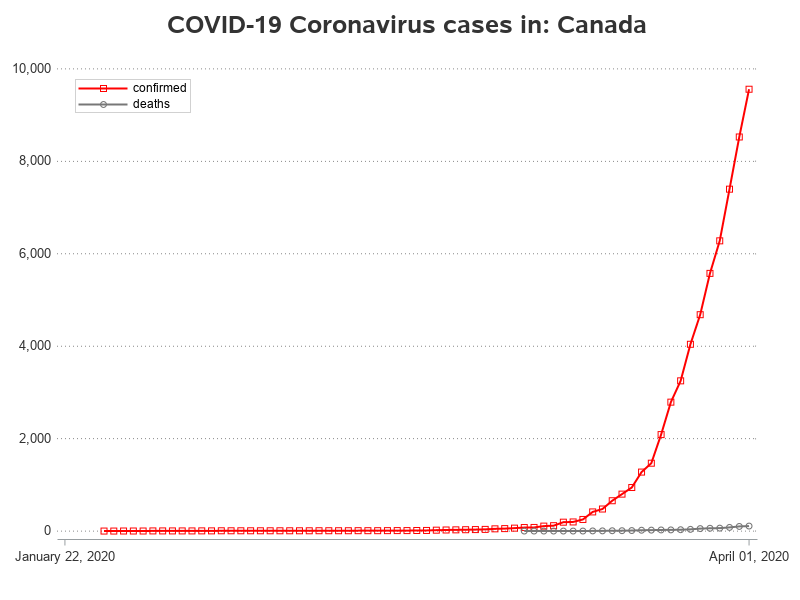 COVID-19 Coronavirus cases in: Canada
10,000
confirmed
deaths
8,000
6,000
4,000
2,000
0
January 22, 2020
April 01, 2020